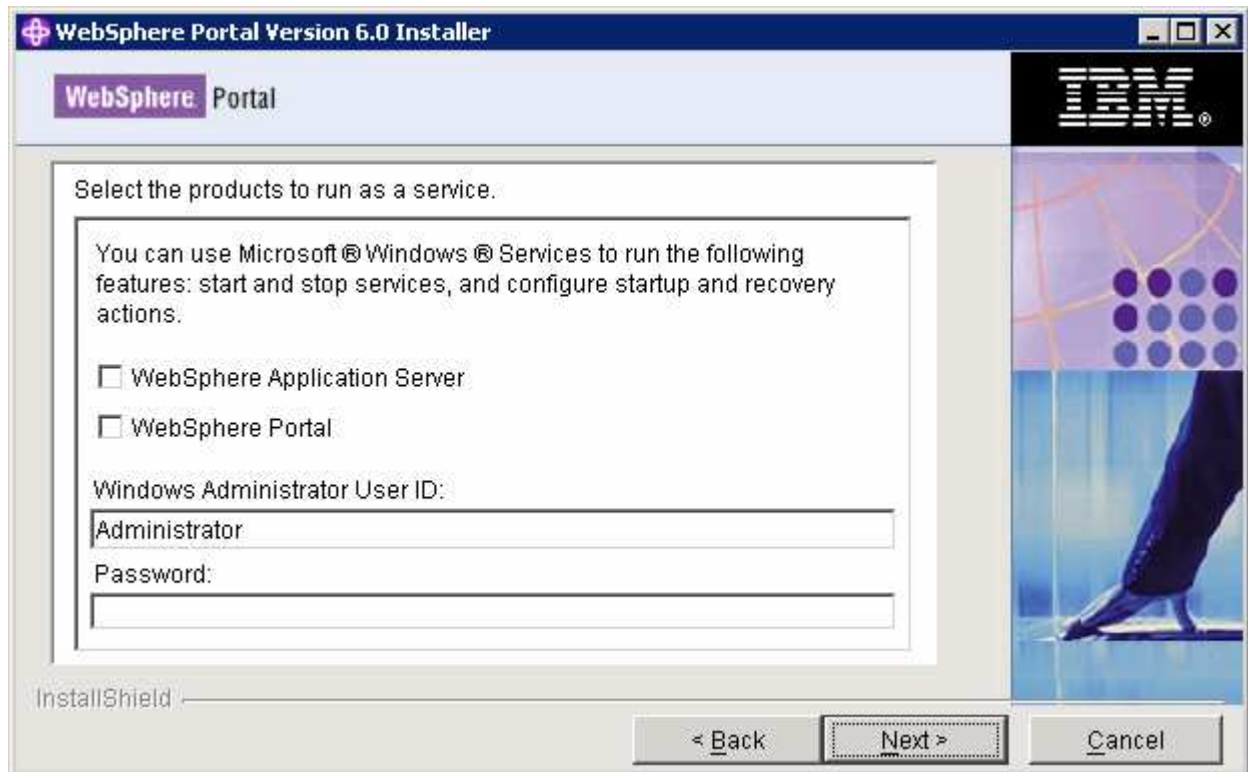 WebSphere Portal Version 6.0 Installer
WebSphere Portal
IBM®
Select the products to run as a service.
You can use Microsoft ® Windows ® Services to run the following
features: start and stop services, and configure startup and recovery
actions.
WebSphere Application Server
WebSphere Portal
Windows Administrator User ID:
Administrator
Password:
InstallShield
< Back
Next >
Cancel